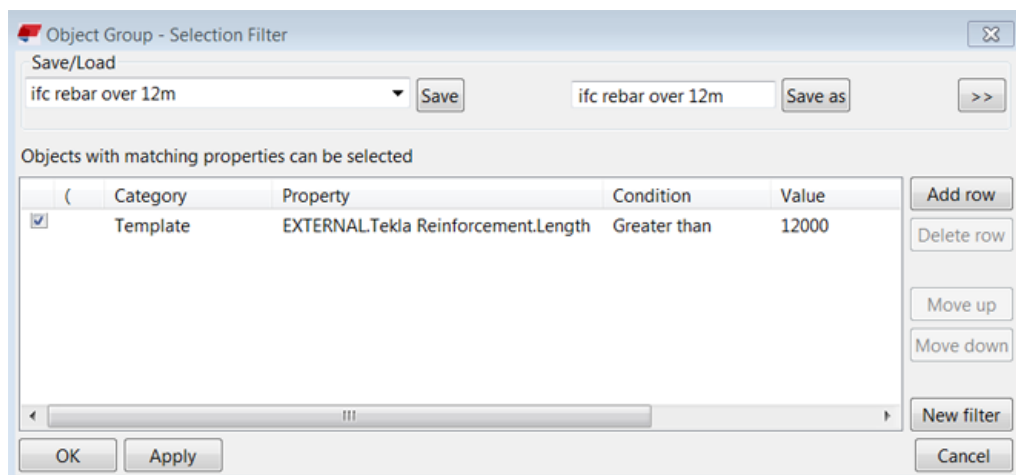 Object Group - Selection Filter
Save/Load
ifc rebar over 12m Save ifc rebar over 12m Save as >>
Objects with matching properties can be selected
( Category Property Condition Value Add row
Template EXTERNAL.Tekla Reinforcement.Length Greater than 12000
Delete row
Move up
Move down
New filter
OK Apply Cancel